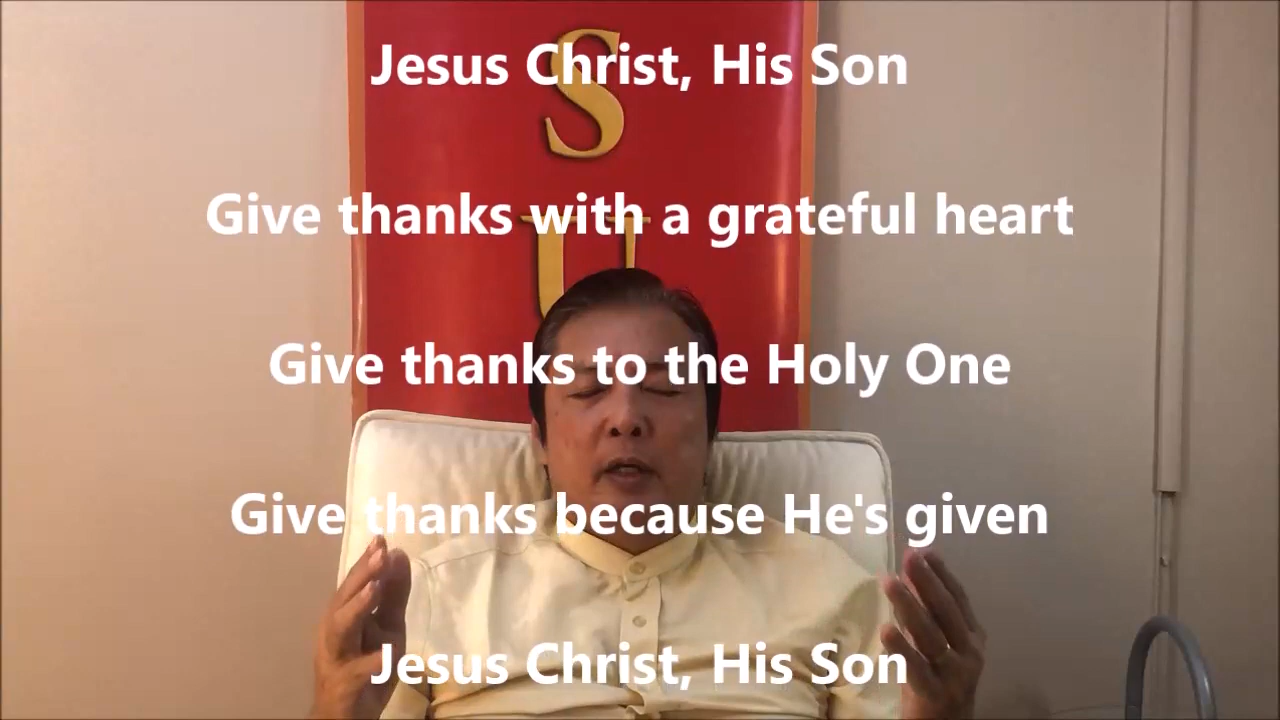 Jesus Christ, His Son
S
Give thanks with a grateful heart
U
Give thanks to the Holy One
Give thanks because He's given
Jesus Christ, His Son